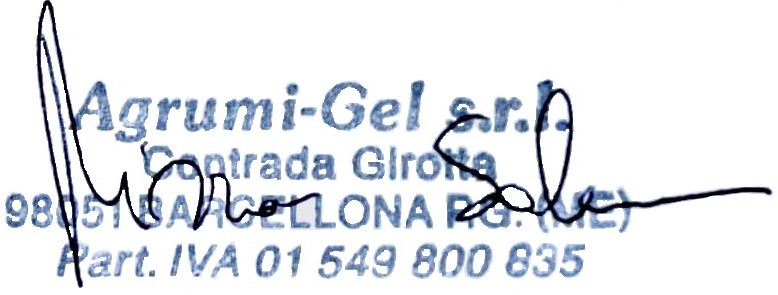 Agrumi-Gel s.r.l.
Contrada Girotta
98051 BARCELLONA P.G. (ME)
Part. IVA 01 549 800 835